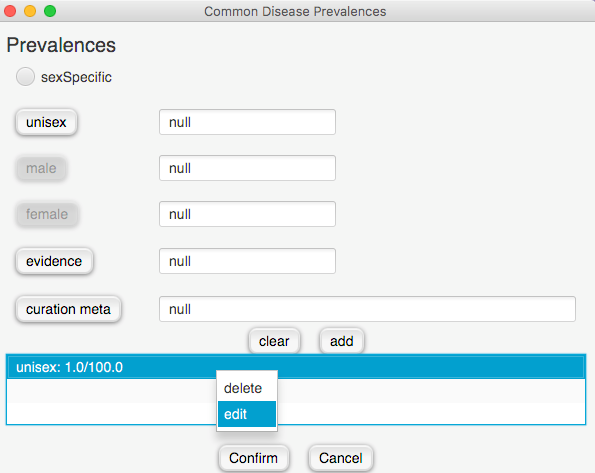 Common Disease Prevalences
Prevalences
sexSpecific
unisex null
male null
female null
evidence null
curation meta null
clear add
unisex: 1.0/100.0
delete
edit
Confirm Cancel